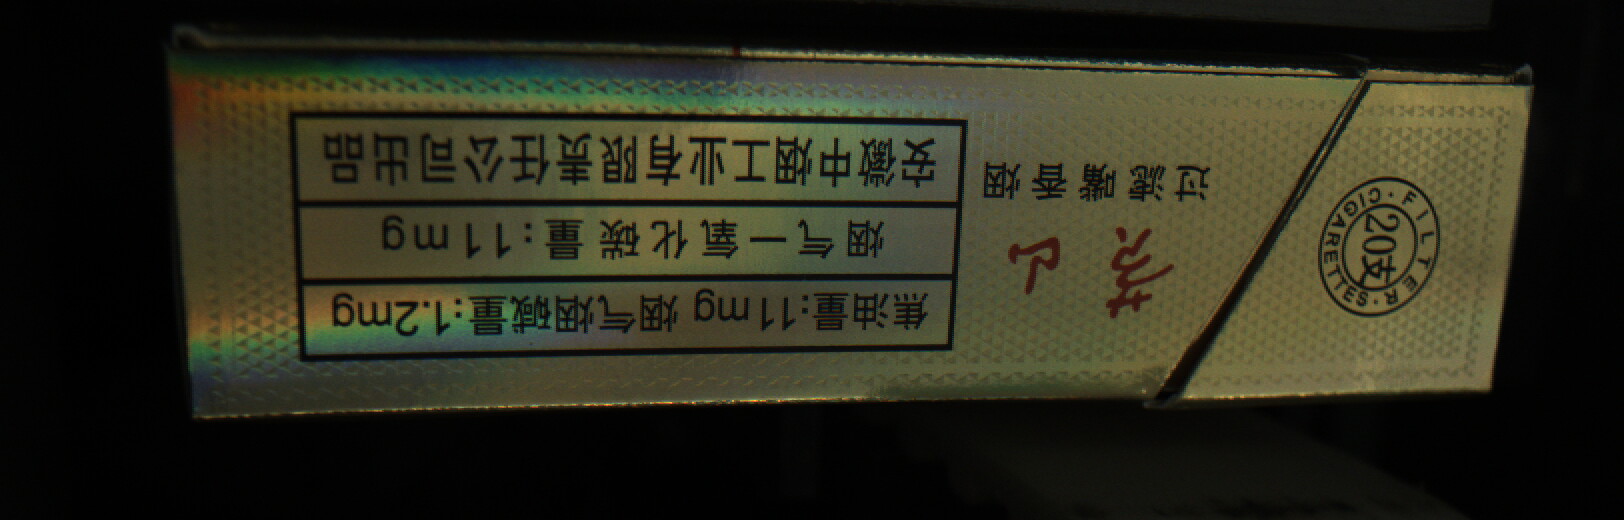 焦油量:11mg 烟气烟碱量:1.2mg
烟气一氧化碳量:11mg
安徽中烟工业有限责任公司出品
黄山
过滤嘴香烟
FILTER · CIGARETTES ·
20支